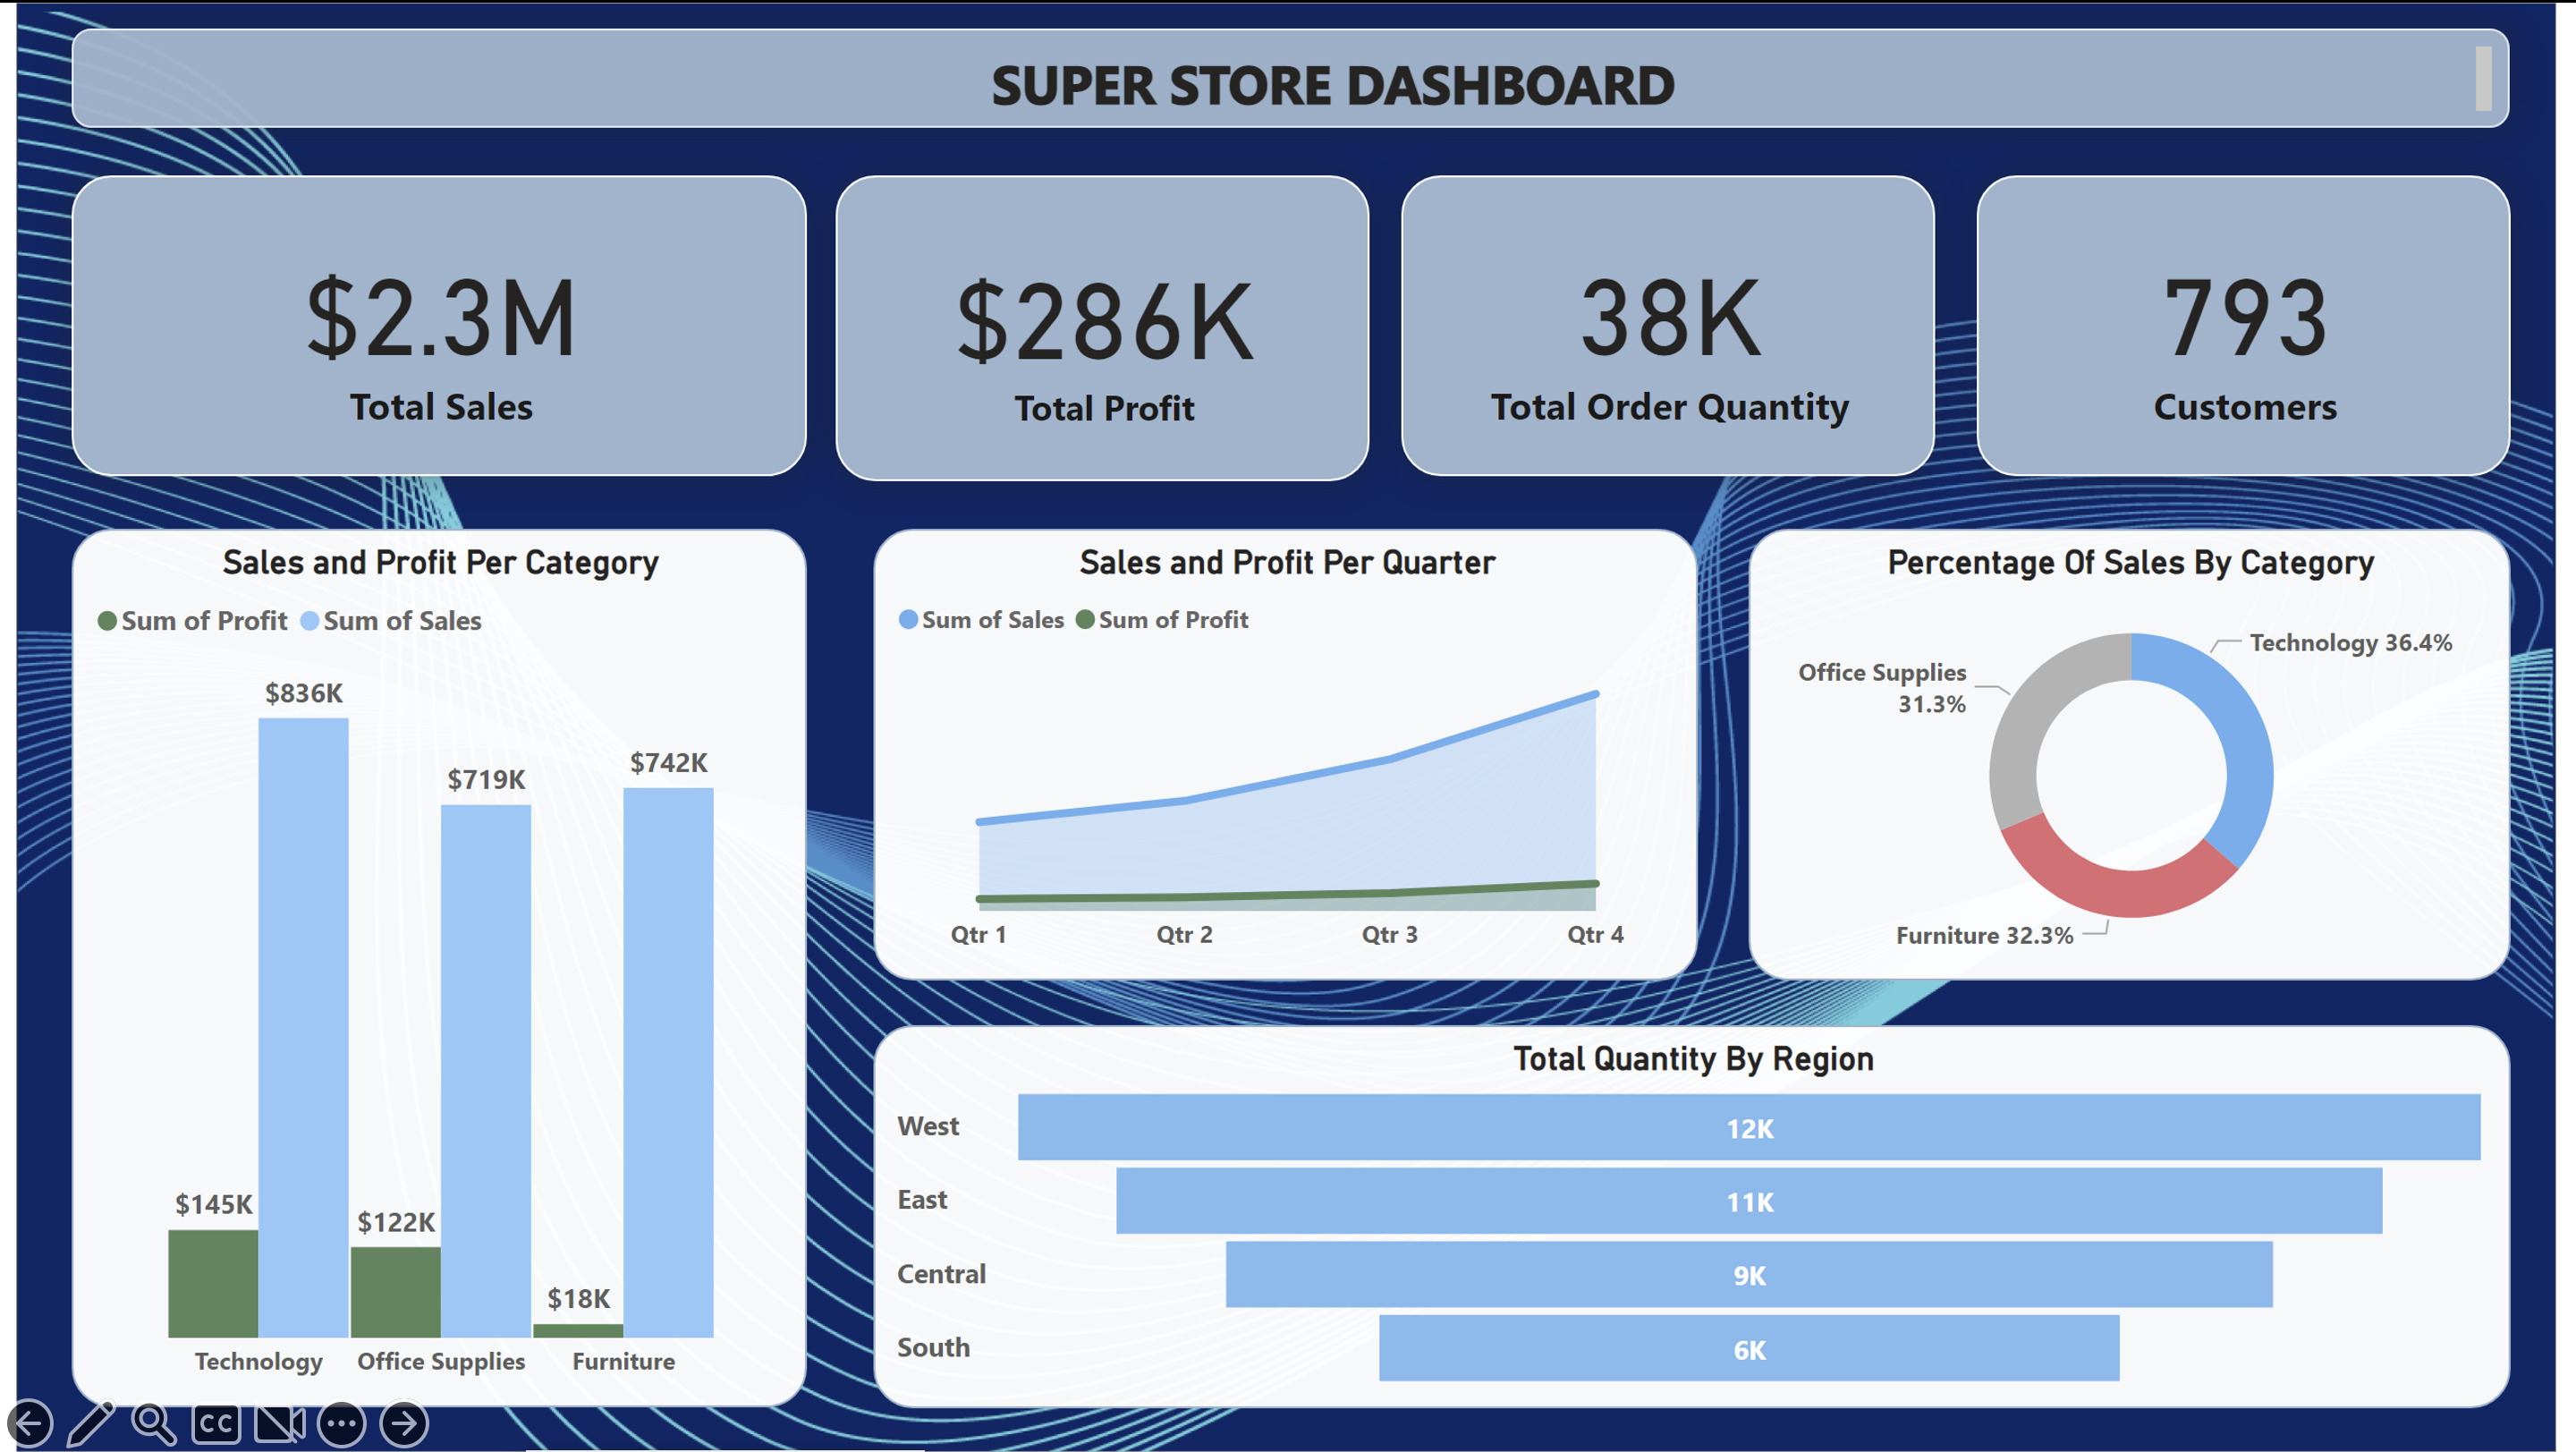 SUPER STORE DASHBOARD
$2.3M
Total Sales
$286K
Total Profit
38K
Total Order Quantity
793
Customers
Sales and Profit Per Category
Sum of Profit Sum of Sales
$836K
$719K
$742K
$145K
$122K
$18K
Technology Office Supplies Furniture
Sales and Profit Per Quarter
Sum of Sales Sum of Profit
Qtr 1 Qtr 2 Qtr 3 Qtr 4
Percentage Of Sales By Category
Technology 36.4%
Office Supplies
31.3%
Furniture 32.3%
Total Quantity By Region
West 12K
East 11K
Central 9K
South 6K
CC